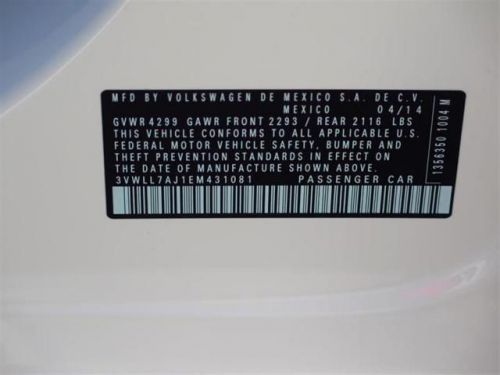 MFD BY VOLKSWAGEN DE MEXICO S.A. DE C.V.
MEXICO 04/14
GVWR4299 GAWR FRONT 2293 / REAR 2116 LBS
THIS VEHICLE CONFORMS TO ALL APPLICABLE U.S.
FEDERAL MOTOR VEHICLE SAFETY, BUMPER AND
THEFT PREVENTION STANDARDS IN EFFECT ON THE
DATE OF MANUFACTURE SHOWN ABOVE.
3VWLL7AJ1EM431081 PASSENGER CAR
1356350 1004 M